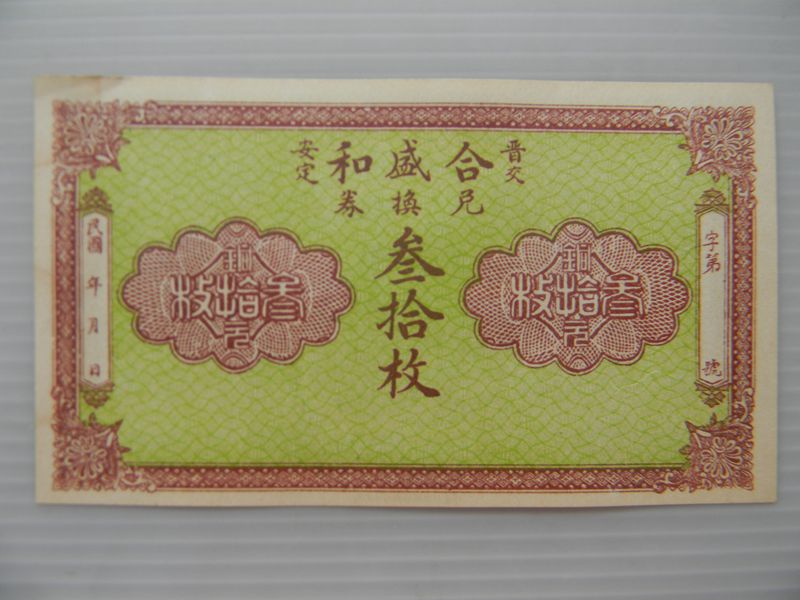 晋交
合盛和
安定
兑換券
叁拾枚
字第　號
銅元
叁拾枚
銅元
叁拾枚
民國　年　月　日